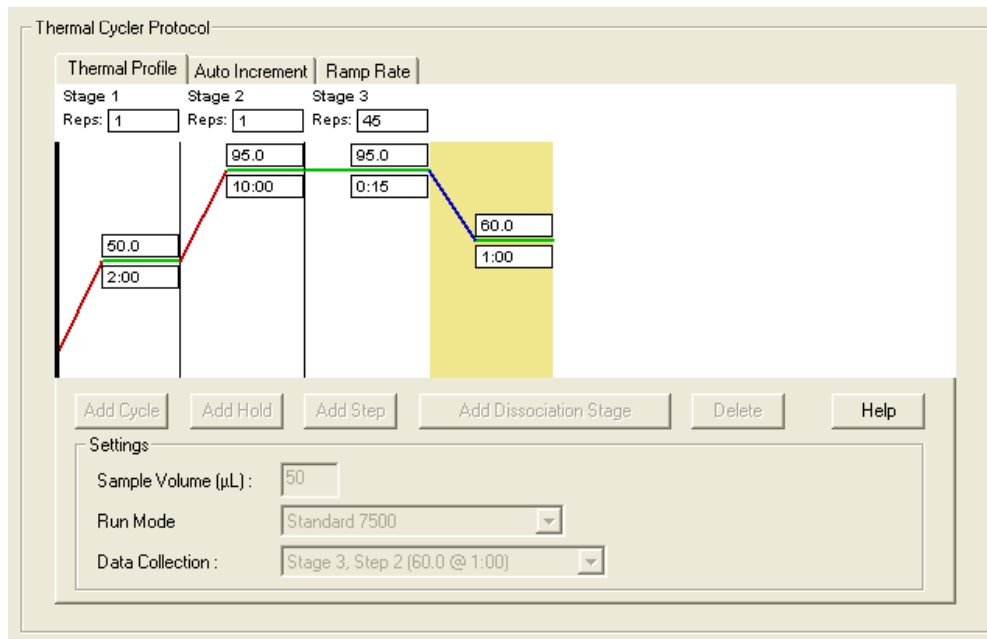 Thermal Cycler Protocol
Thermal Profile Auto Increment Ramp Rate
Stage 1 Stage 2 Stage 3
Reps: 1 Reps: 1 Reps: 45
95.0 95.0
10:00 0:15
60.0
50.0 1:00
2:00
Add Cycle Add Hold Add Step Add Dissociation Stage Delete Help
Settings
Sample Volume (µL) : 50
Run Mode Standard 7500
Data Collection : Stage 3, Step 2 (60.0 @ 1:00)